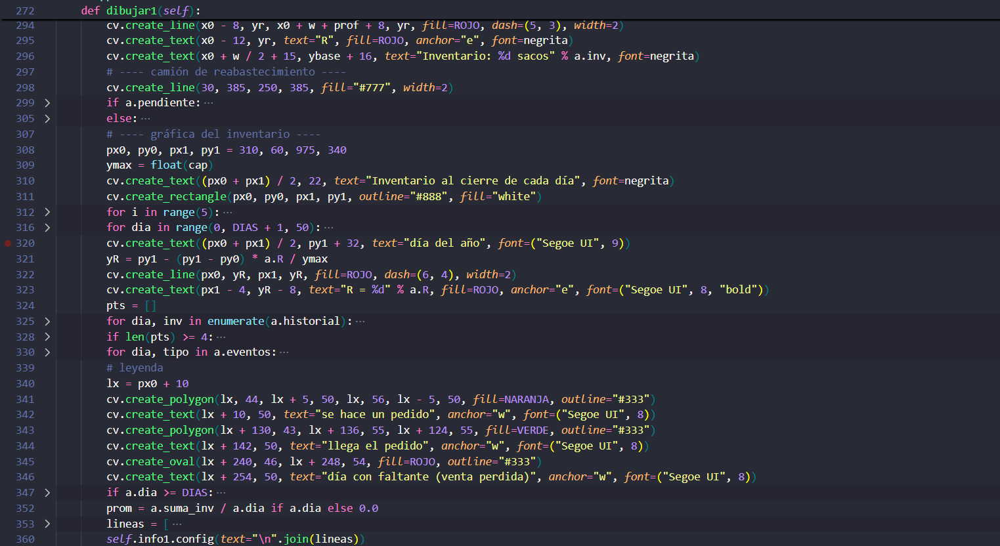 272 def dibujar1(self):
294 cv.create_line(x0 - 8, yr, x0 + w + prof + 8, yr, fill=ROJO, dash=(5, 3), width=2)
295 cv.create_text(x0 - 12, yr, text="R", fill=ROJO, anchor="e", font=negrita)
296 cv.create_text(x0 + w / 2 + 15, ybase + 16, text="Inventario: %d sacos" % a.inv, font=negrita)
297 # ---- camión de reabastecimiento ----
298 cv.create_line(30, 385, 250, 385, fill="#777", width=2)
299 if a.pendiente: ···
305 else: ···
307 # ---- gráfica del inventario ----
308 px0, py0, px1, py1 = 310, 60, 975, 340
309 ymax = float(cap)
310 cv.create_text((px0 + px1) / 2, 22, text="Inventario al cierre de cada día", font=negrita)
311 cv.create_rectangle(px0, py0, px1, py1, outline="#888", fill="white")
312 for i in range(5): ···
316 for dia in range(0, DIAS + 1, 50): ···
320 cv.create_text((px0 + px1) / 2, py1 + 32, text="día del año", font=("Segoe UI", 9))
321 yR = py1 - (py1 - py0) * a.R / ymax
322 cv.create_line(px0, yR, px1, yR, fill=ROJO, dash=(6, 4), width=2)
323 cv.create_text(px1 - 4, yR - 8, text="R = %d" % a.R, fill=ROJO, anchor="e", font=("Segoe UI", 8, "bold"))
324 pts = []
325 for dia, inv in enumerate(a.historial): ···
328 if len(pts) >= 4: ···
330 for dia, tipo in a.eventos: ···
339 # leyenda
340 lx = px0 + 10
341 cv.create_polygon(lx, 44, lx + 5, 50, lx, 56, lx - 5, 50, fill=NARANJA, outline="#333")
342 cv.create_text(lx + 10, 50, text="se hace un pedido", anchor="w", font=("Segoe UI", 8))
343 cv.create_polygon(lx + 130, 43, lx + 136, 55, lx + 124, 55, fill=VERDE, outline="#333")
344 cv.create_text(lx + 142, 50, text="llega el pedido", anchor="w", font=("Segoe UI", 8))
345 cv.create_oval(lx + 240, 46, lx + 248, 54, fill=ROJO, outline="#333")
346 cv.create_text(lx + 254, 50, text="día con faltante (venta perdida)", anchor="w", font=("Segoe UI", 8))
347 if a.dia >= DIAS: ···
352 prom = a.suma_inv / a.dia if a.dia else 0.0
353 lineas = [ ···
360 self.info1.config(text="\n".join(lineas))